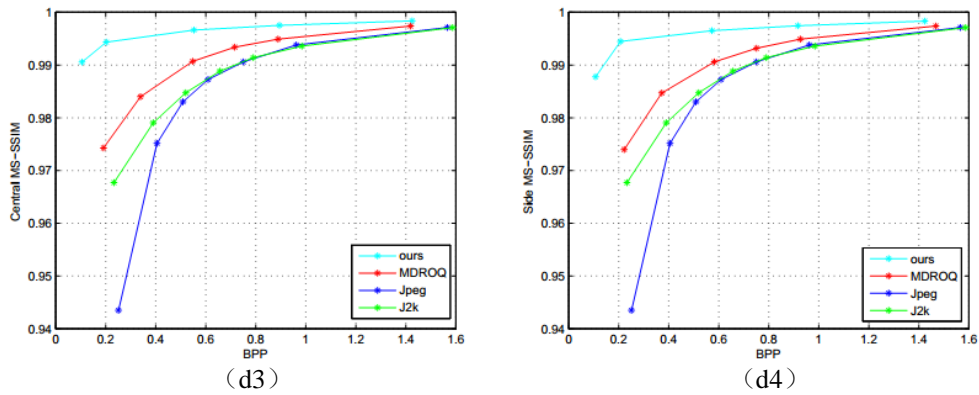 1
0.99
0.98
0.97
0.96
0.95
0.94
Central MS-SSIM
0 0.2 0.4 0.6 0.8 1 1.2 1.4 1.6
BPP
ours
MDROQ
Jpeg
J2k
(d3)
1
0.99
0.98
0.97
0.96
0.95
0.94
Side MS-SSIM
0 0.2 0.4 0.6 0.8 1 1.2 1.4 1.6
BPP
ours
MDROQ
Jpeg
J2k
(d4)